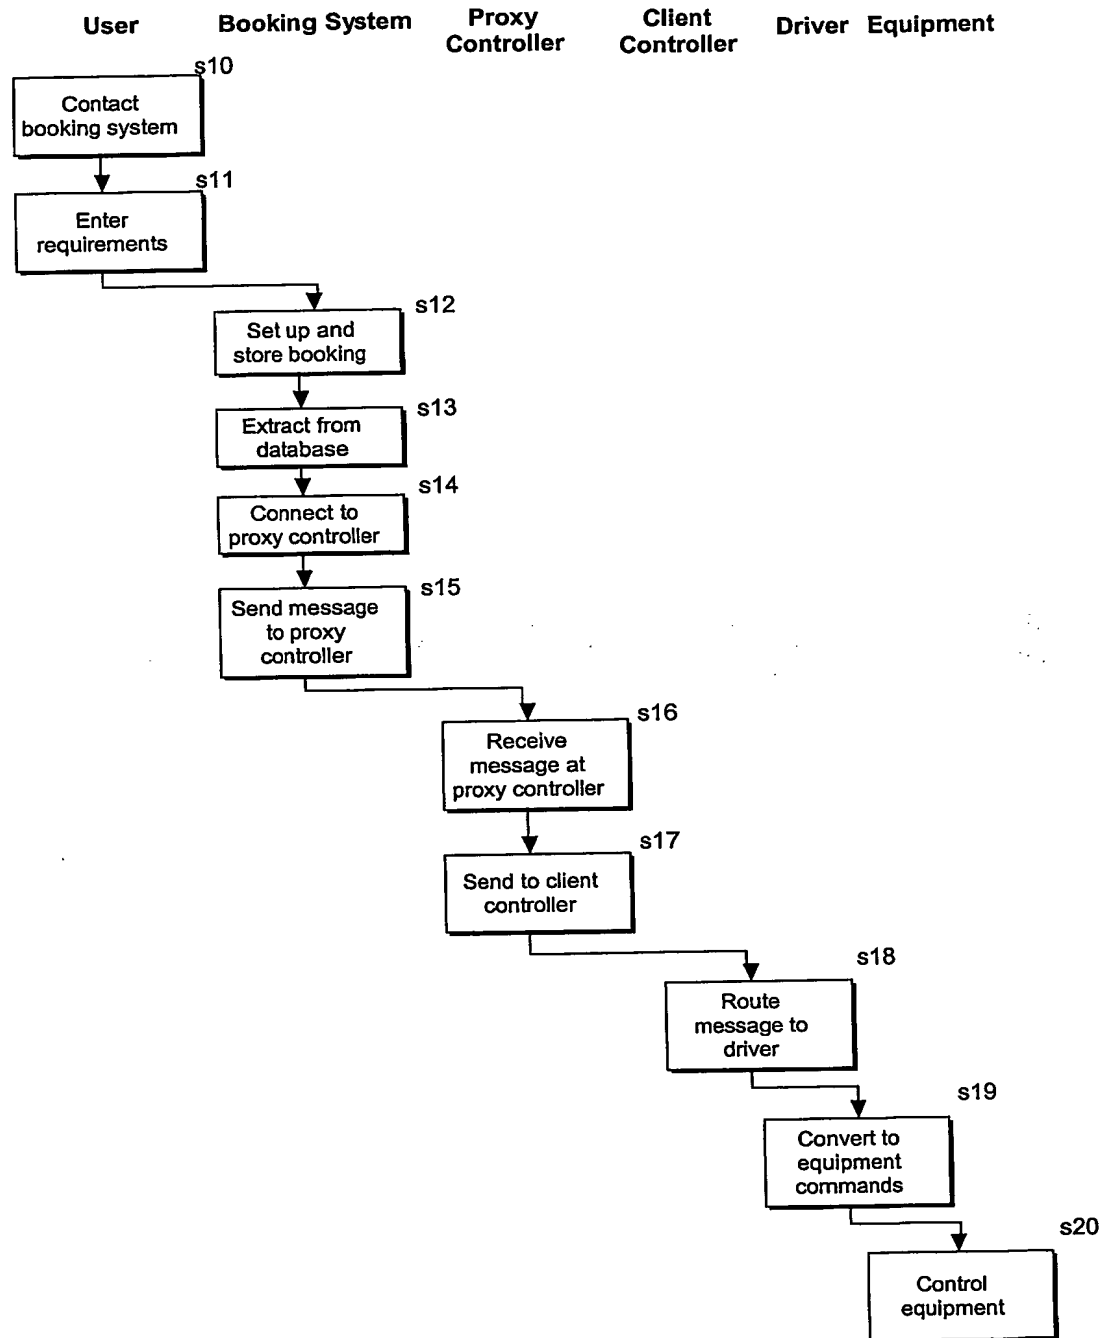 User
Booking System
Proxy
Controller
Client
Controller
Driver
Equipment
s10
Contact
booking system
s11
Enter
requirements
s12
Set up and
store booking
s13
Extract from
database
s14
Connect to
proxy controller
s15
Send message
to proxy
controller
s16
Receive
message at
proxy controller
s17
Send to client
controller
s18
Route
message to
driver
s19
Convert to
equipment
commands
s20
Control
equipment